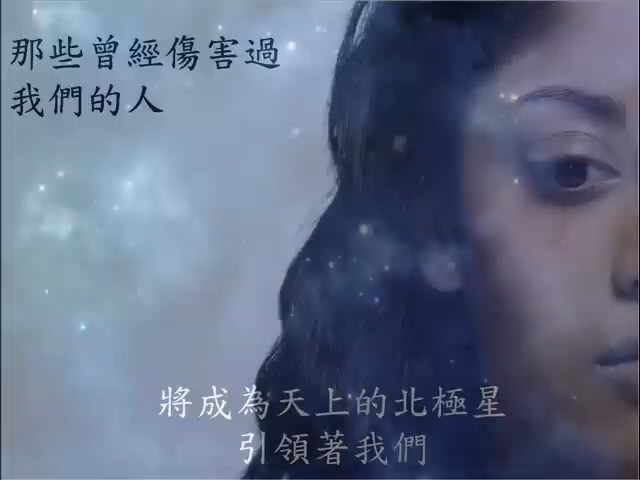 那些曾經傷害過
我們的人
將成為天上的北極星
引領著我們